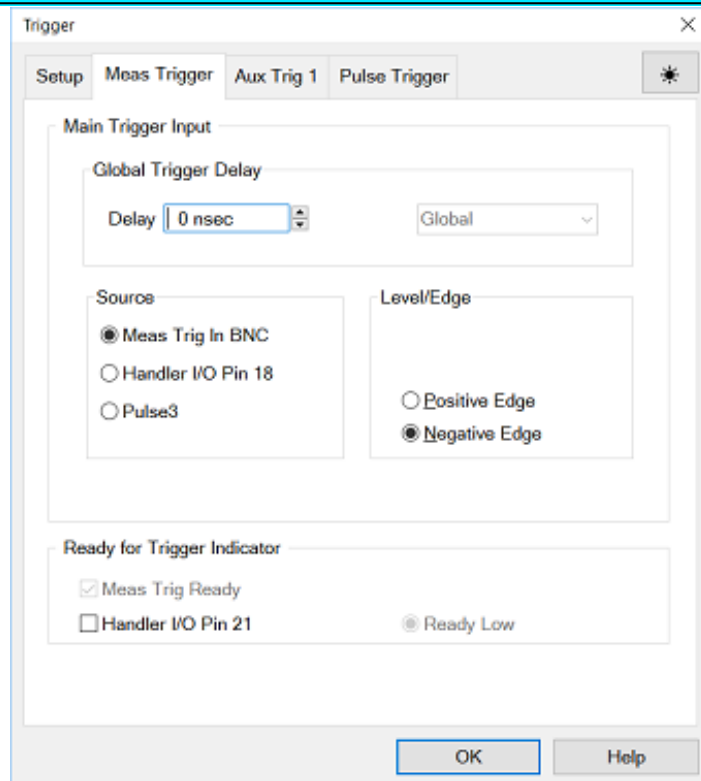 Trigger
Setup Meas Trigger Aux Trig 1 Pulse Trigger
Main Trigger Input
Global Trigger Delay
Delay 0 nsec Global
Source Level/Edge
Meas Trig In BNC
Handler I/O Pin 18
Pulse3
Positive Edge
Negative Edge
Ready for Trigger Indicator
Meas Trig Ready
Handler I/O Pin 21 Ready Low
OK Help